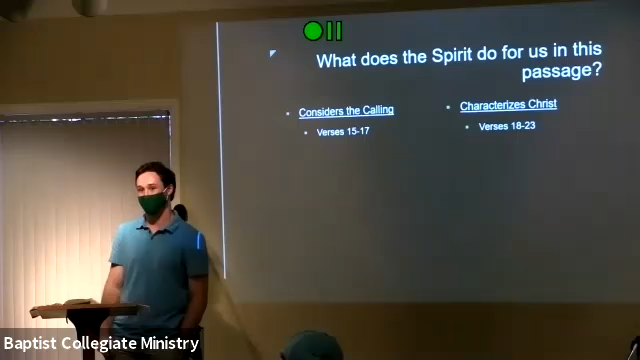 What does the Spirit do for us in this
passage?
Considers the Calling
Verses 15-17
Characterizes Christ
Verses 18-23
Baptist Collegiate Ministry